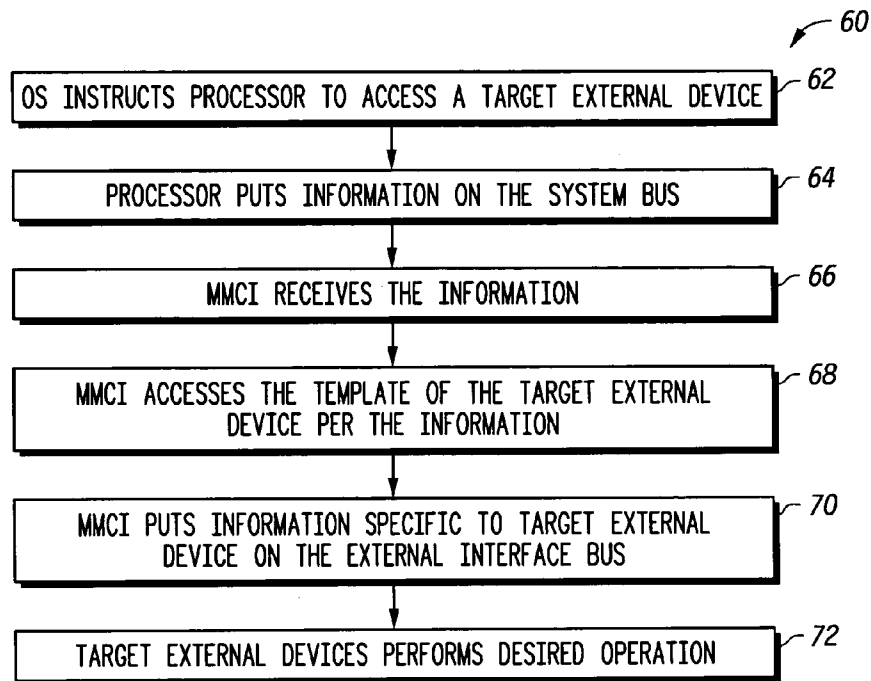 60
OS INSTRUCTS PROCESSOR TO ACCESS A TARGET EXTERNAL DEVICE
62
PROCESSOR PUTS INFORMATION ON THE SYSTEM BUS
64
MMCI RECEIVES THE INFORMATION
66
MMCI ACCESSES THE TEMPLATE OF THE TARGET EXTERNAL
DEVICE PER THE INFORMATION
68
MMCI PUTS INFORMATION SPECIFIC TO TARGET EXTERNAL
DEVICE ON THE EXTERNAL INTERFACE BUS
70
TARGET EXTERNAL DEVICES PERFORMS DESIRED OPERATION
72